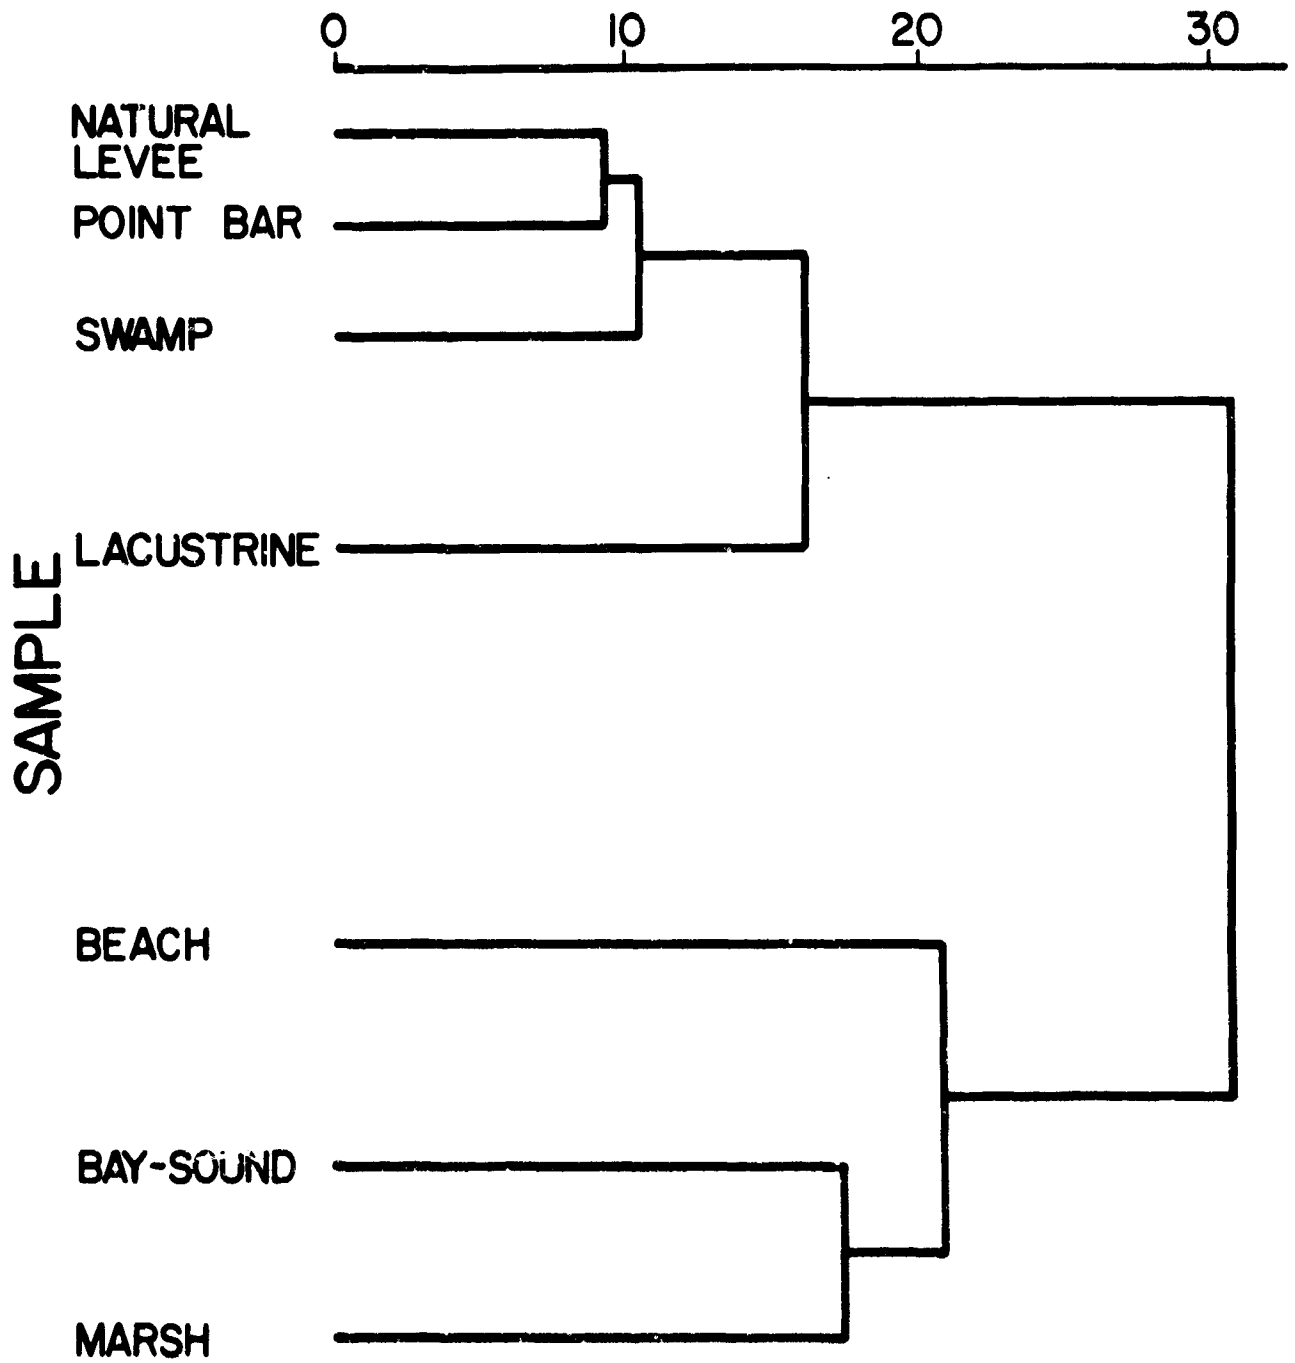 0 10 20 30
NATURAL
LEVEE
POINT BAR
SWAMP
LACUSTRINE
SAMPLE
BEACH
BAY-SOUND
MARSH